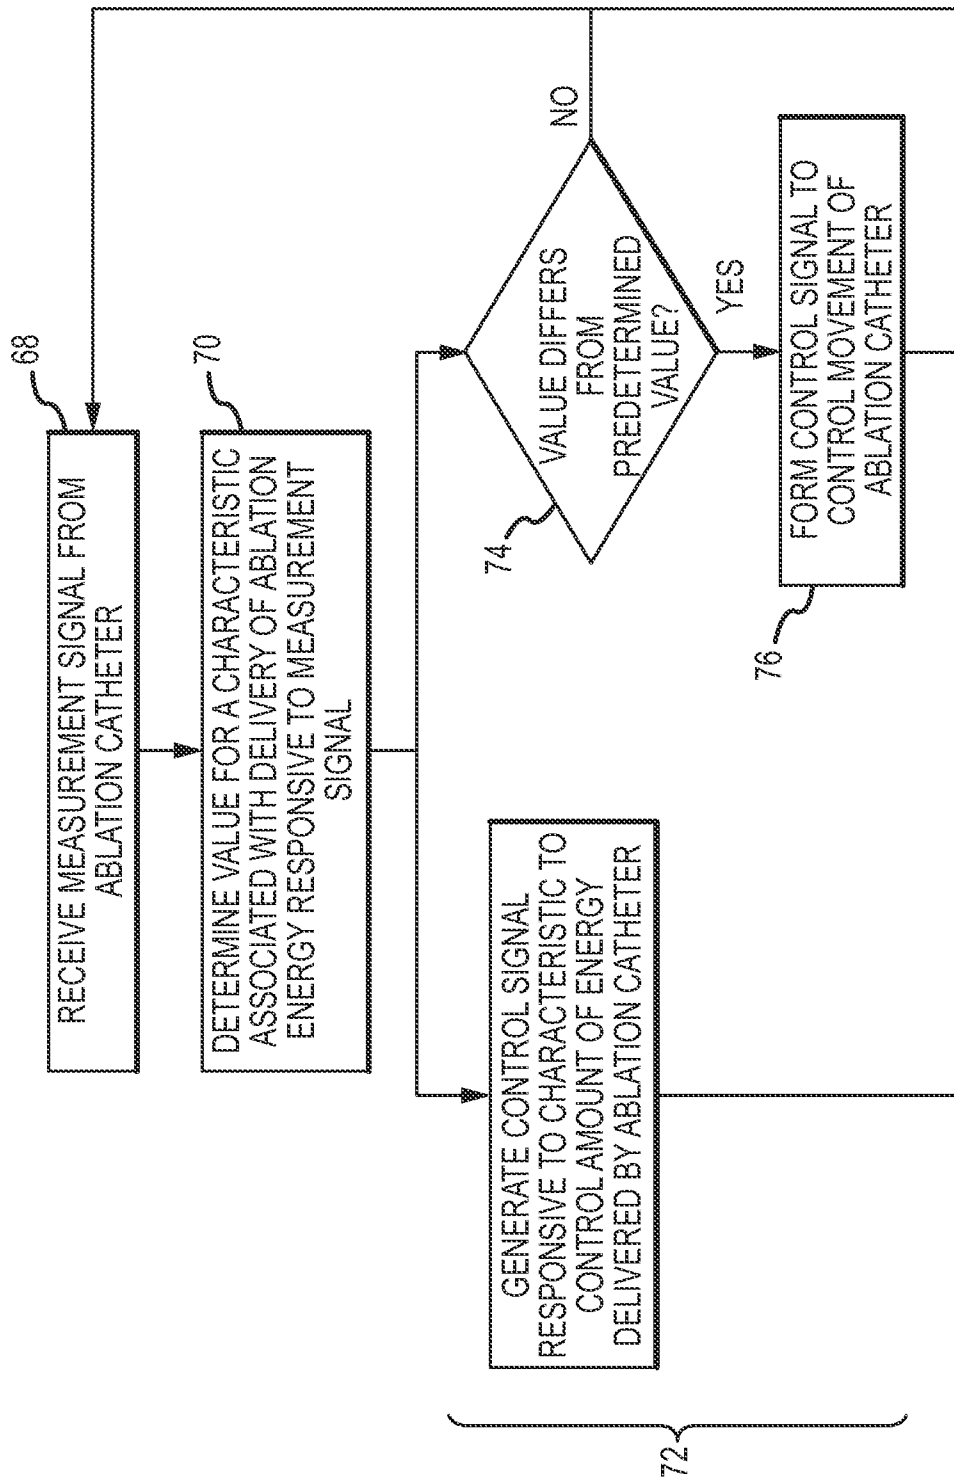 68
RECEIVE MEASUREMENT SIGNAL FROM
ABLATION CATHETER
70
DETERMINE VALUE FOR A CHARACTERISTIC
ASSOCIATED WITH DELIVERY OF ABLATION
ENERGY RESPONSIVE TO MEASUREMENT
SIGNAL
72
GENERATE CONTROL SIGNAL
RESPONSIVE TO CHARACTERISTIC TO
CONTROL AMOUNT OF ENERGY
DELIVERED BY ABLATION CATHETER
74
VALUE DIFFERS
FROM
PREDETERMINED
VALUE?
NO
YES
76
FORM CONTROL SIGNAL TO
CONTROL MOVEMENT OF
ABLATION CATHETER